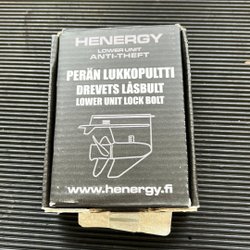 HENERGY
LOWER UNIT
ANTI-THEFT
PERÄN LUKKOPULTTI
DREVETS LÅSBULT
LOWER UNIT LOCK BOLT
www.henergy.fi